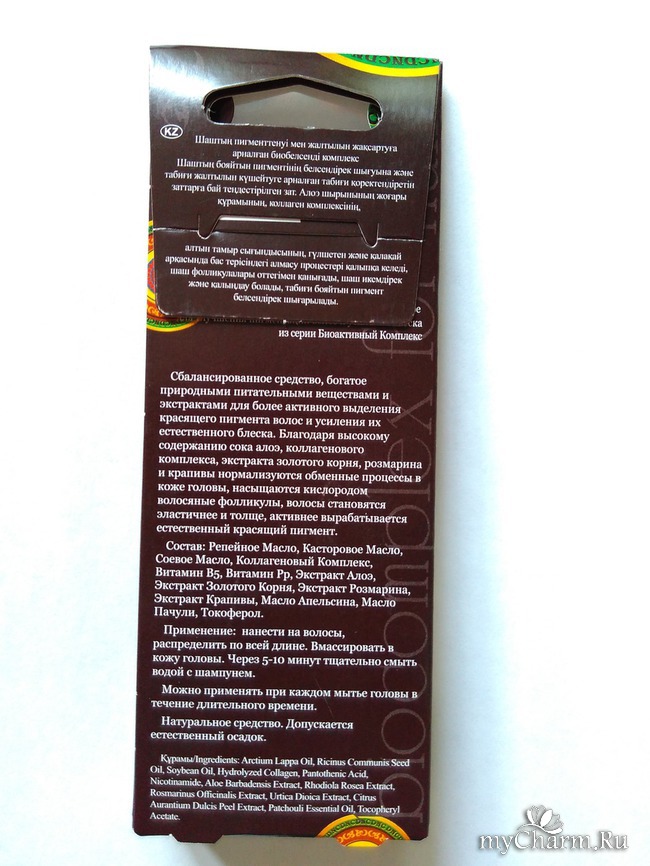 CDNCDN
KZ
Шаштың пигменттенуі мен жалтылын жақсартуға
арналған биобелсенді комплекс
Шаштың бояйтын пигментінің белсендірек шығуына және
табиғи жалтылын күшейтуге арналған табиғи қоректендіретін
заттарға бай теңдестірілген зат. Алоэ шырынының жоғары
құрамының, коллаген комплексінің,
алтын тамыр сығындысының, гүлшетен және қалақай
арқасында бас терісіндегі алмасу процестері қалыпқа келеді,
шаш фолликулалары оттегімен қанығады, шаш икемдірек
және қалыңдау болады, табиғи бояйтын пигмент
белсендірек шығарылады.
из серии Биоактивный Комплекс
Сбалансированное средство, богатое
природными питательными веществами и
экстрактами для более активного выделения
красящего пигмента волос и усиления их
естественного блеска. Благодаря высокому
содержанию сока алоэ, коллагенового
комплекса, экстракта золотого корня, розмарина
и крапивы нормализуются обменные процессы в
коже головы, насыщаются кислородом
волосяные фолликулы, волосы становятся
эластичнее и толще, активнее вырабатывается
естественный красящий пигмент.
Состав: Репейное Масло, Касторовое Масло,
Соевое Масло, Коллагеновый Комплекс,
Витамин В5, Витамин Рр, Экстракт Алоэ,
Экстракт Золотого Корня, Экстракт Розмарина,
Экстракт Крапивы, Масло Апельсина, Масло
Пачули, Токоферол.
Применение: нанести на волосы,
распределить по всей длине. Вмассировать в
кожу головы. Через 5-10 минут тщательно смыть
водой с шампунем.
Можно применять при каждом мытье головы в
течение длительного времени.
Натуральное средство. Допускается
естественный осадок.
Құрамы/Ingredients: Arctium Lappa Oil, Ricinus Communis Seed
Oil, Soybean Oil, Hydrolyzed Collagen, Pantothenic Acid,
Nicotinamide, Aloe Barbadensis Extract, Rhodiola Rosea Extract,
Rosmarinus Officinalis Extract, Urtica Dioica Extract, Citrus
Aurantium Dulcis Peel Extract, Patchouli Essential Oil, Tocopheryl
Acetate.
complex
myCharm.Ru